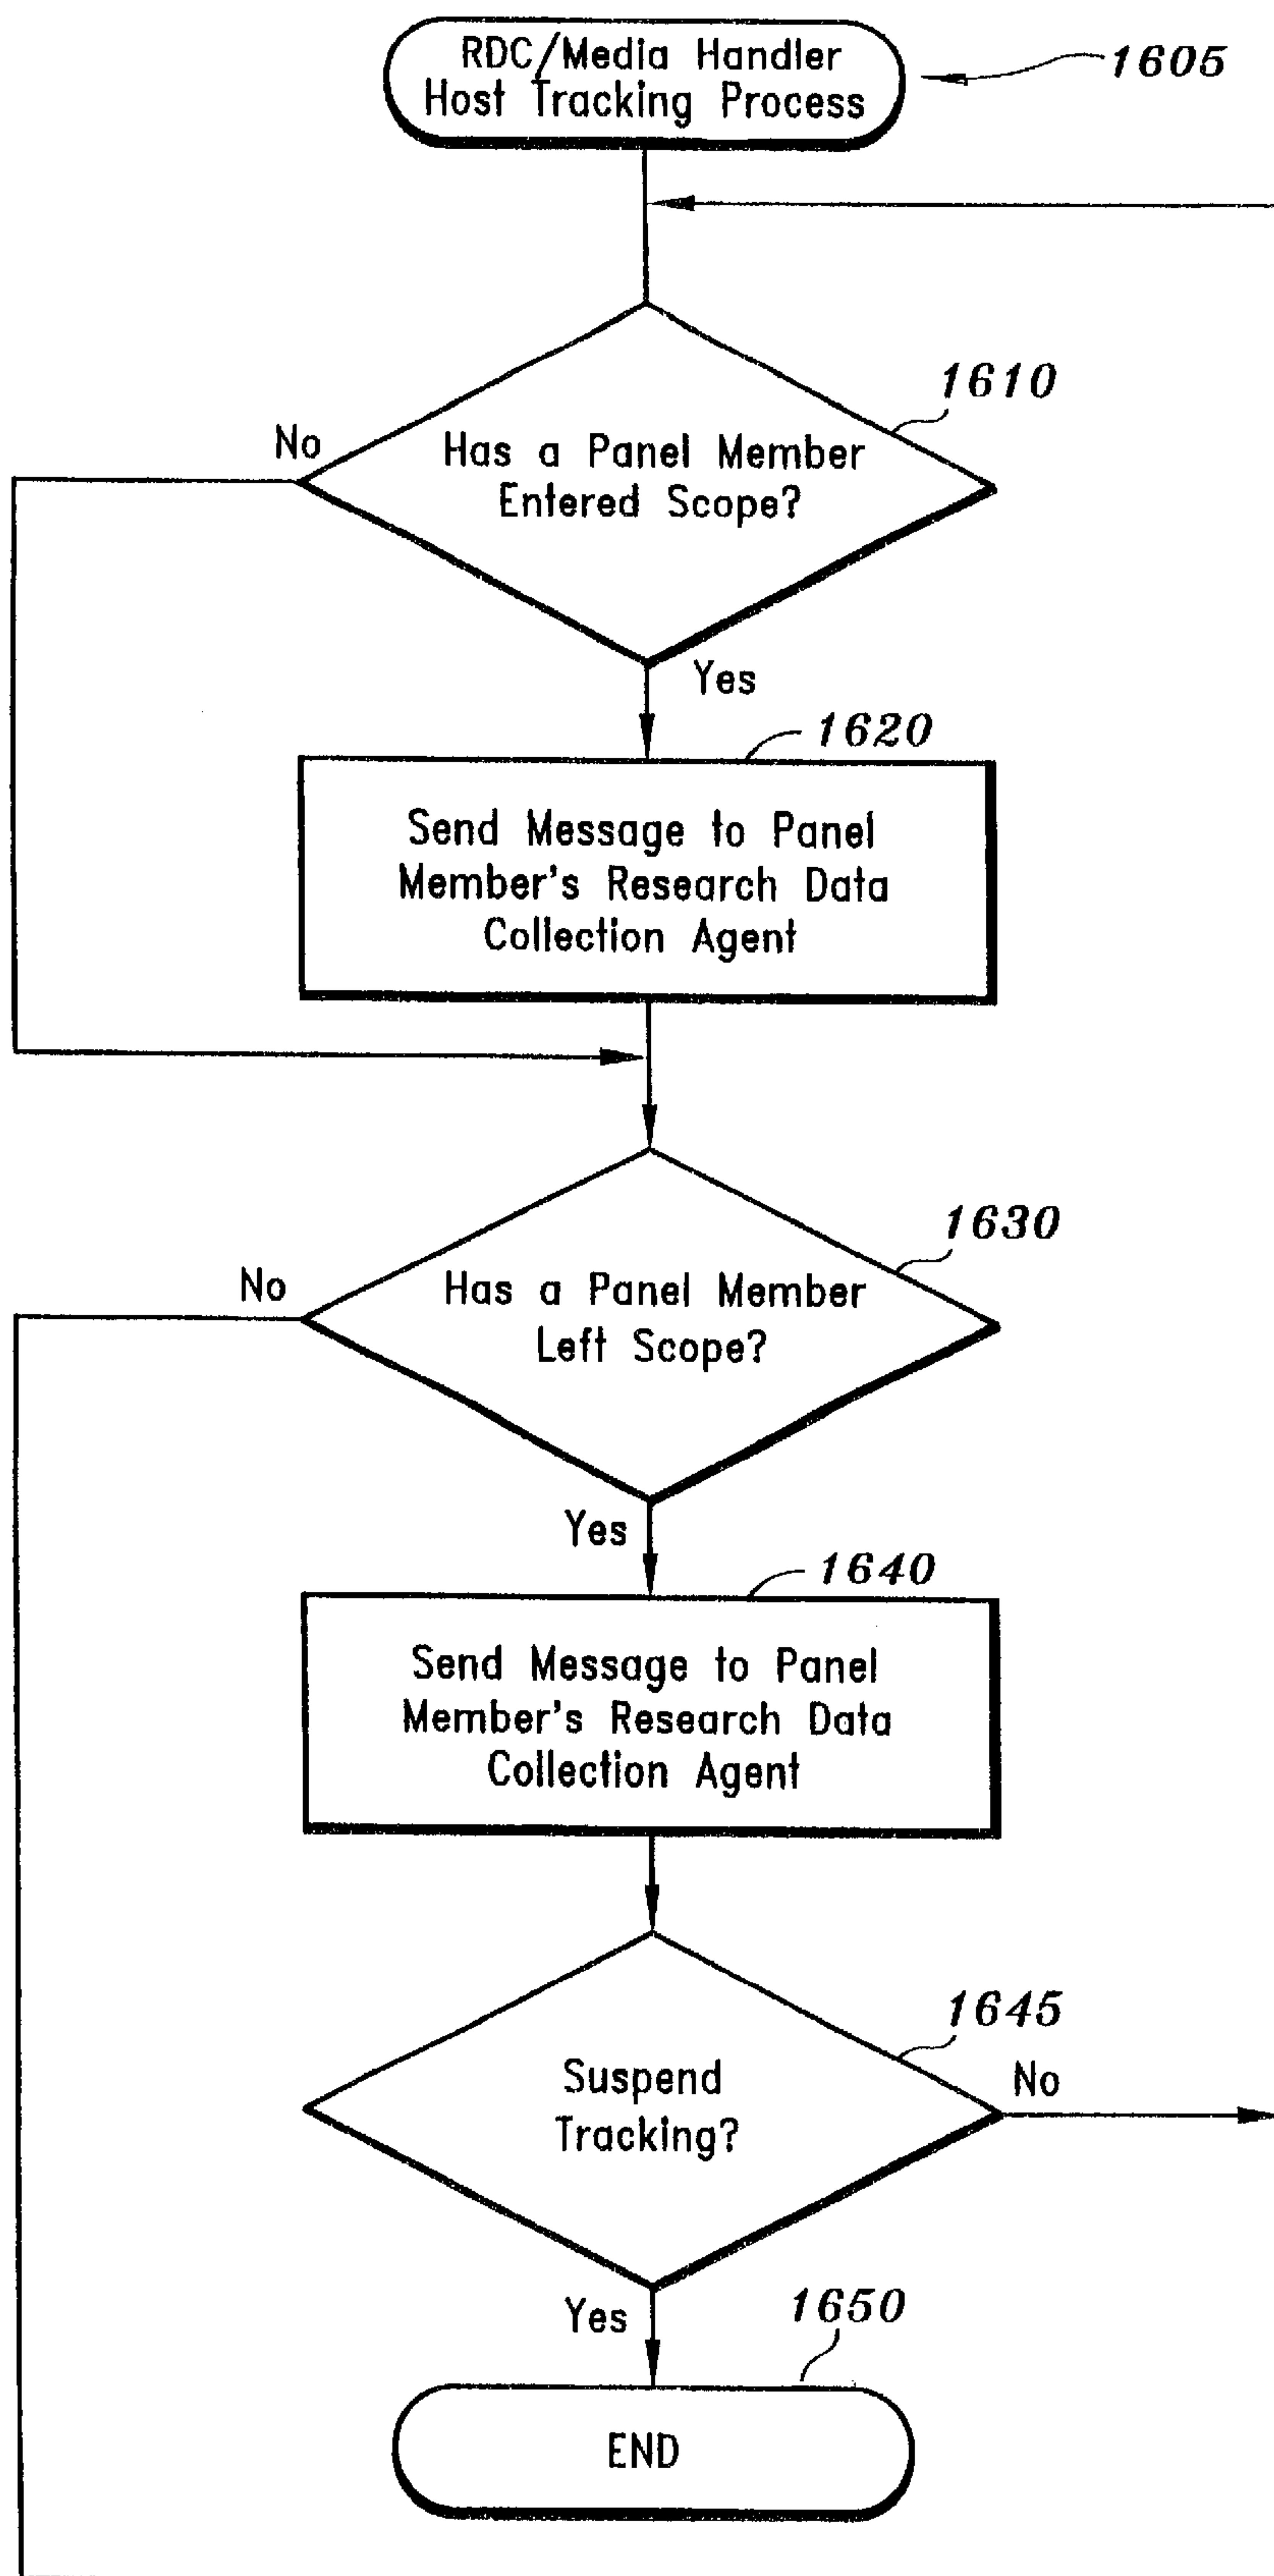 RDC/Media Handler
Host Tracking Process
1605
1610
No
Has a Panel Member
Entered Scope?
Yes
1620
Send Message to Panel
Member's Research Data
Collection Agent
1630
No
Has a Panel Member
Left Scope?
Yes
1640
Send Message to Panel
Member's Research Data
Collection Agent
1645
No
Suspend
Tracking?
Yes
1650
END